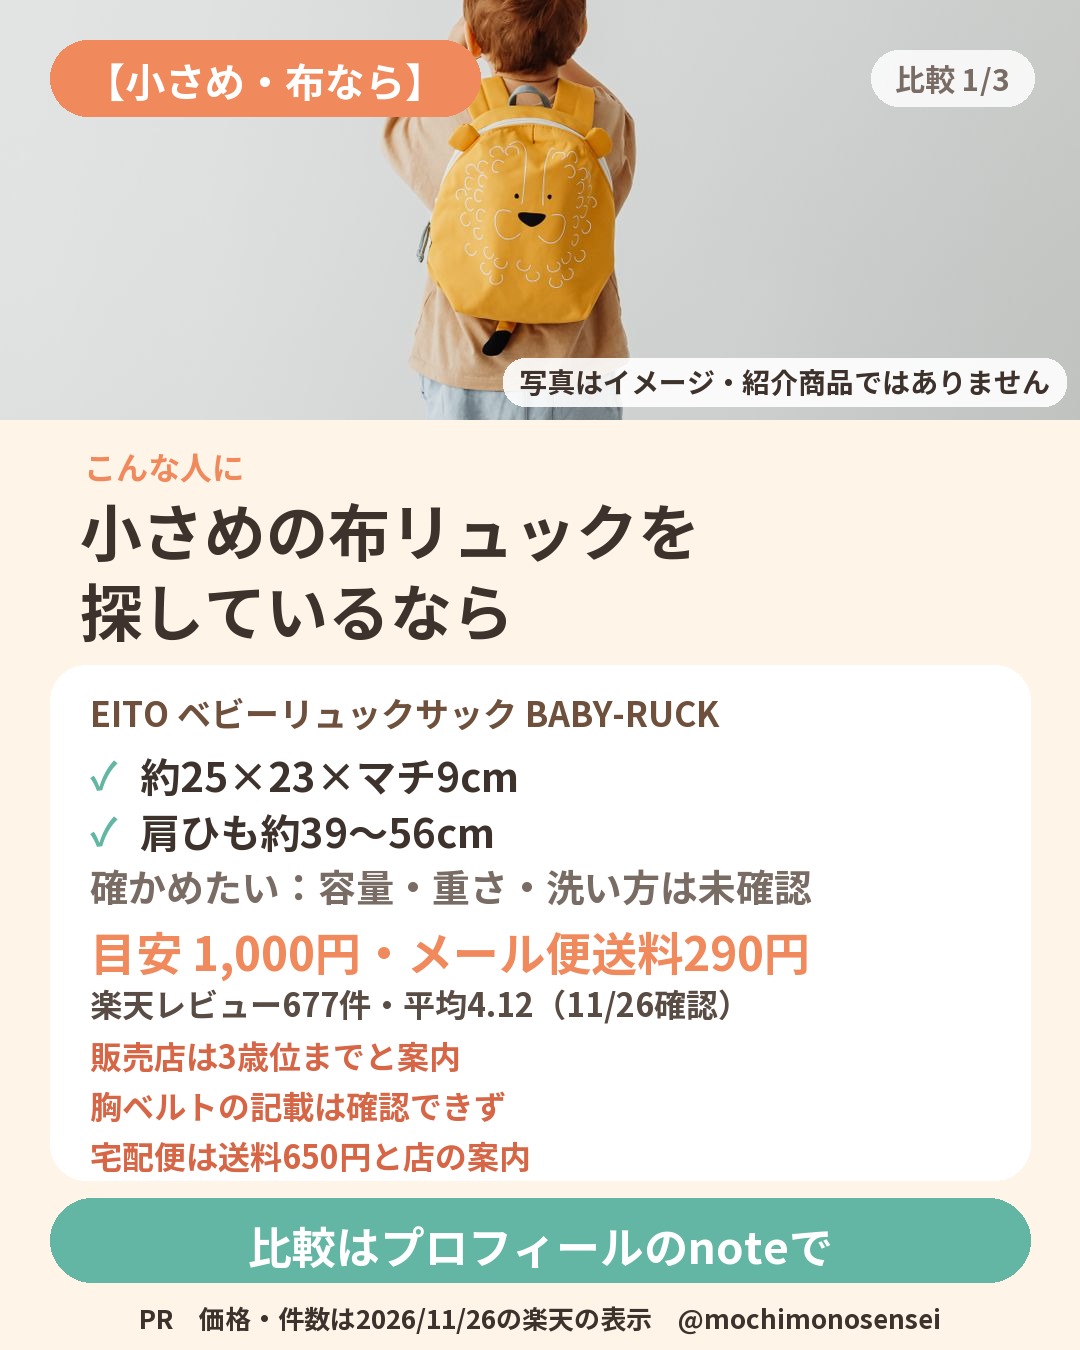 【小さめ・布なら】
比較 1/3
写真はイメージ・紹介商品ではありません
こんな人に
小さめの布リュックを
探しているなら
EITO ベビーリュックサック BABY-RUCK
✓ 約25×23×マチ9cm
✓ 肩ひも約39〜56cm
確かめたい：容量・重さ・洗い方は未確認
目安 1,000円・メール便送料290円
楽天レビュー677件・平均4.12（11/26確認）
販売店は3歳位までと案内
胸ベルトの記載は確認できず
宅配便は送料650円と店の案内
比較はプロフィールのnoteで
PR 価格・件数は2026/11/26の楽天の表示 @mochimonosensei